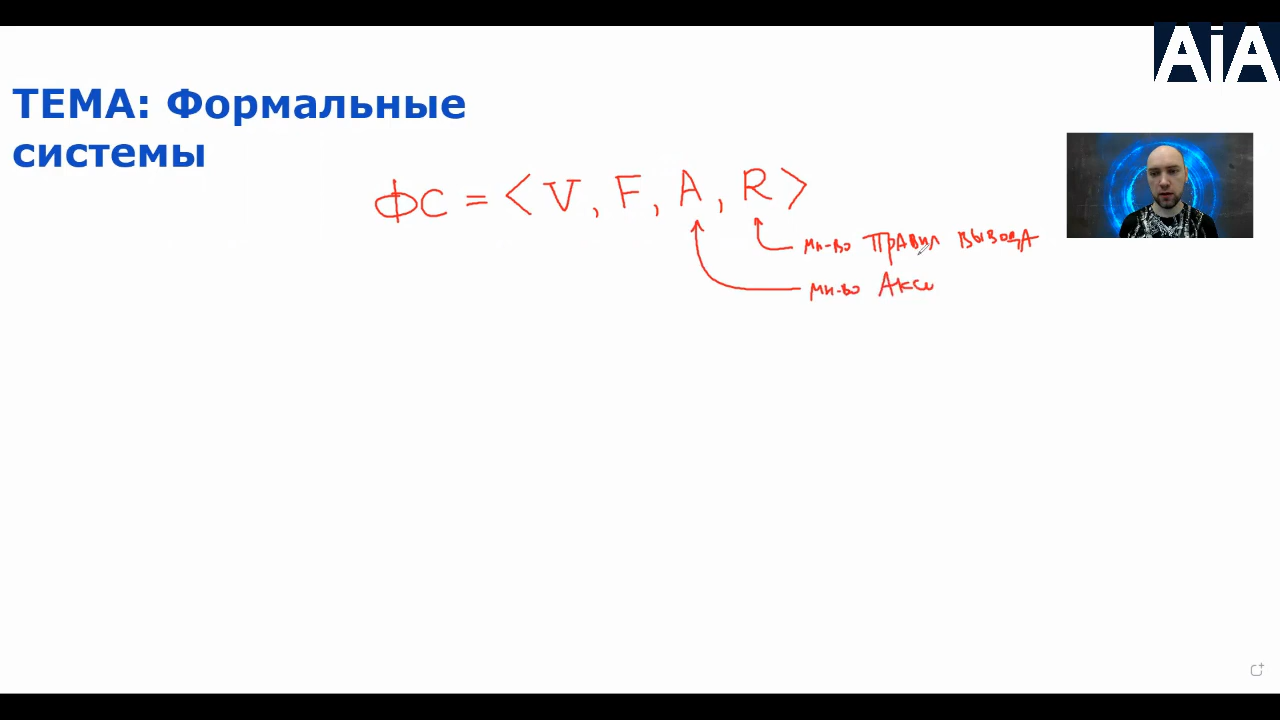 AiA
ТЕМА: Формальные
системы
ФС = <V, F, A, R>
мн-во Правил вывода
мн-во Акси